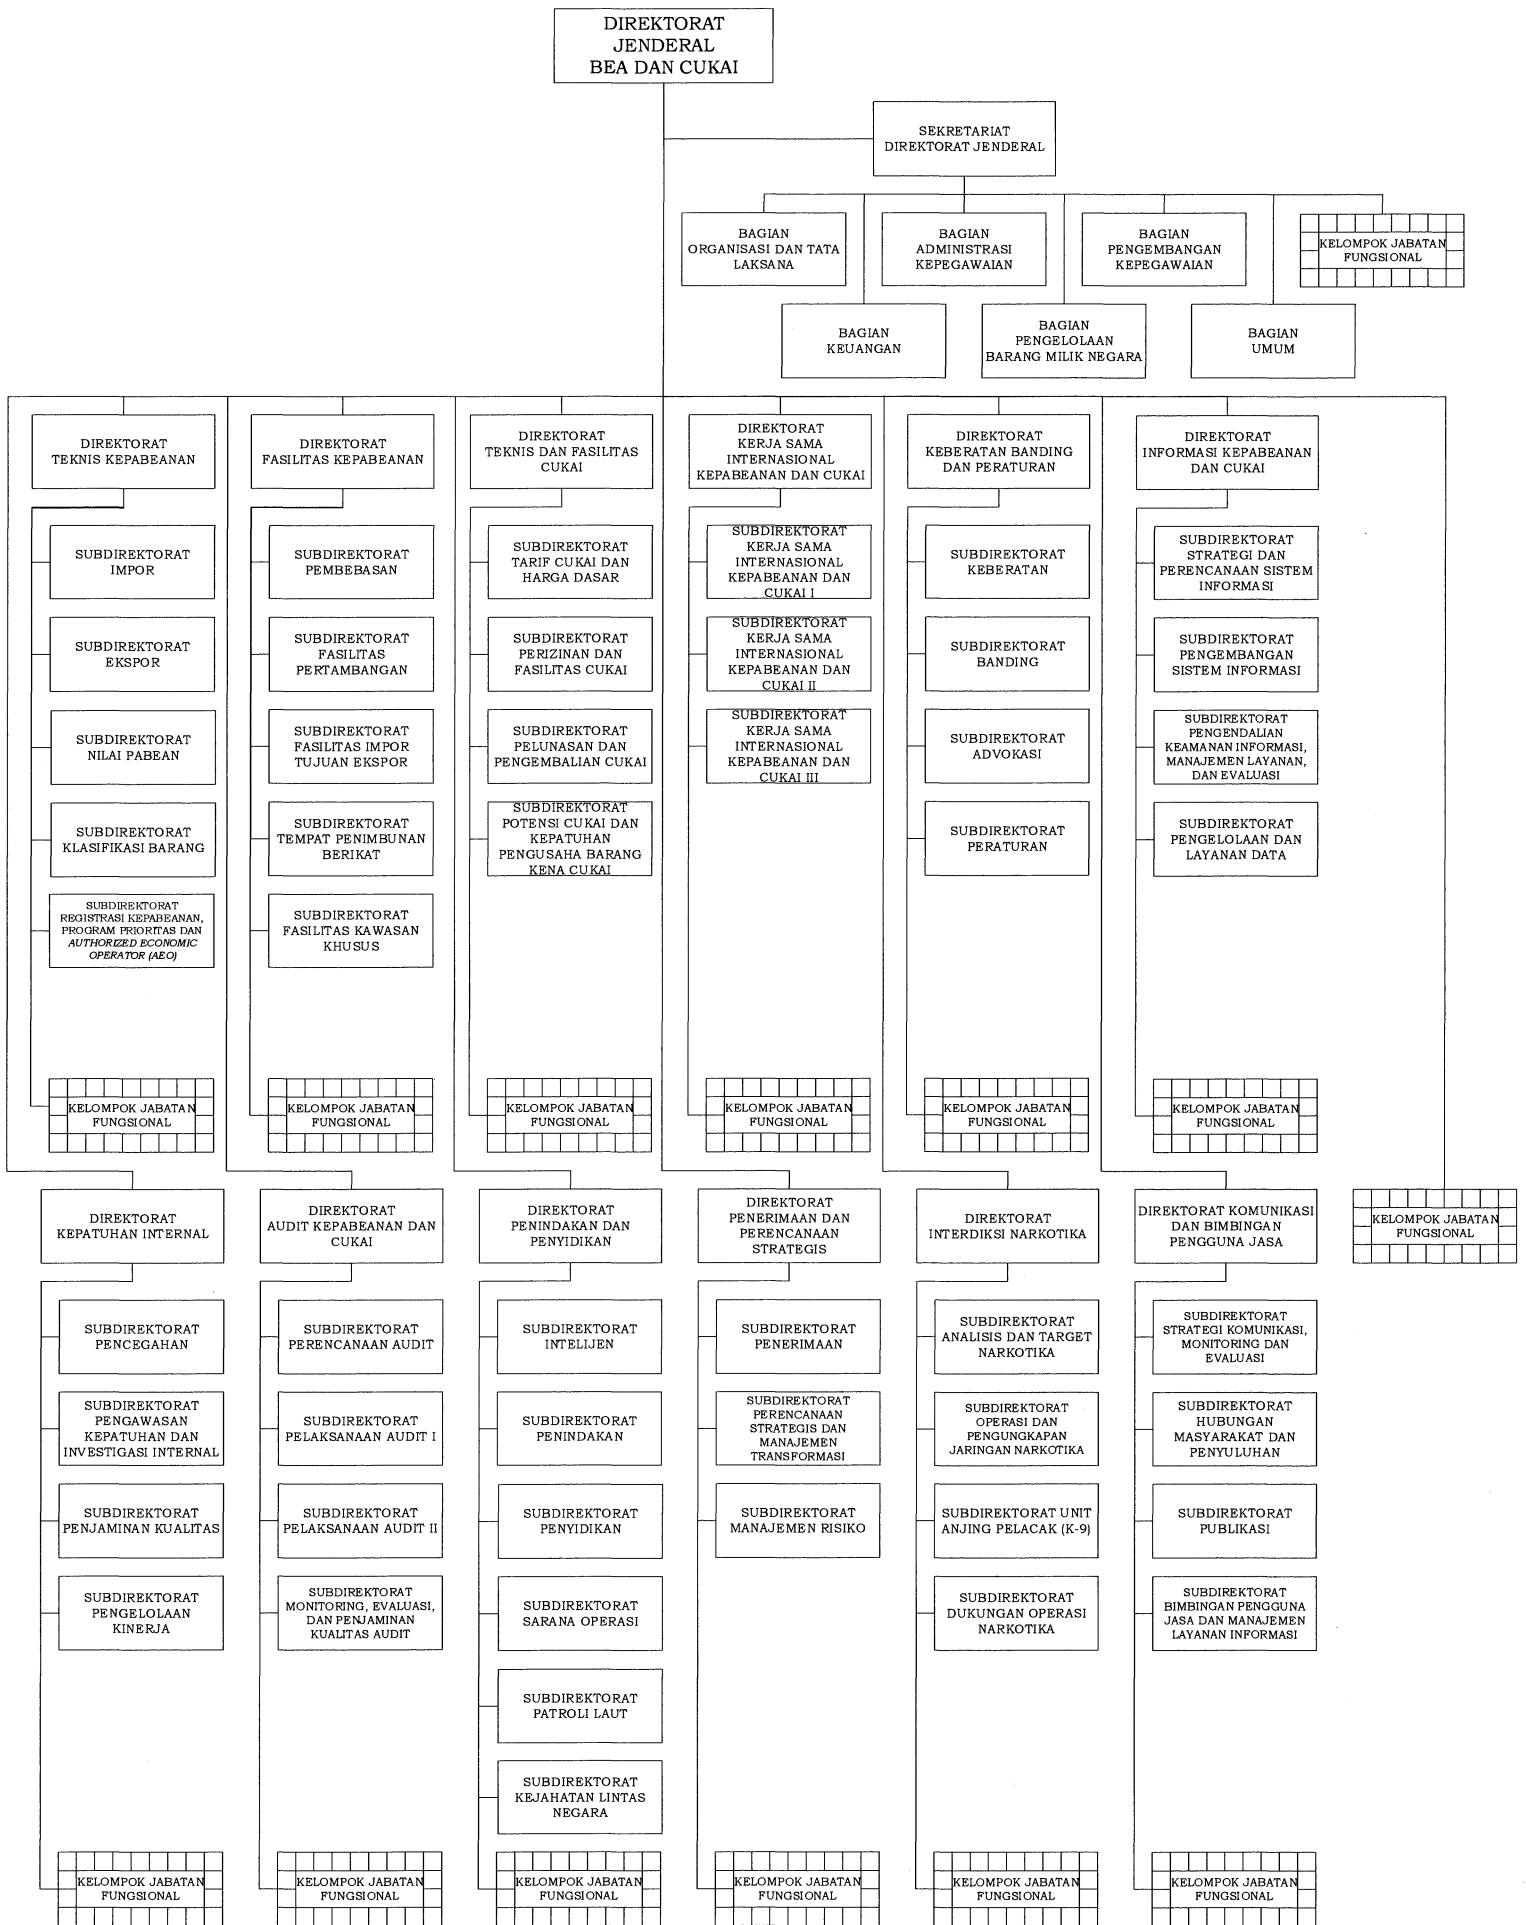 DIREKTORAT
JENDERAL
BEA DAN CUKAI
SEKRETARIAT
DIREKTORAT JENDERAL
BAGIAN
ORGANISASI DAN TATA
LAKSANA
BAGIAN
ADMINISTRASI
KEPEGAWAIAN
BAGIAN
PENGEMBANGAN
KEPEGAWAIAN
KELOMPOK JABATAN
FUNGSIONAL
BAGIAN
KEUANGAN
BAGIAN
PENGELOLAAN
BARANG MILIK NEGARA
BAGIAN
UMUM
DIREKTORAT
TEKNIS KEPABEANAN
SUBDIREKTORAT
IMPOR
SUBDIREKTORAT
EKSPOR
SUBDIREKTORAT
NILAI PABEAN
SUBDIREKTORAT
KLASIFIKASI BARANG
SUBDIREKTORAT
REGISTRASI KEPABEANAN,
PROGRAM PRIORITAS DAN
AUTHORIZED ECONOMIC
OPERATOR (AEO)
KELOMPOK JABATAN
FUNGSIONAL
DIREKTORAT
FASILITAS KEPABEANAN
SUBDIREKTORAT
PEMBEBASAN
SUBDIREKTORAT
FASILITAS
PERTAMBANGAN
SUBDIREKTORAT
FASILITAS IMPOR
TUJUAN EKSPOR
SUBDIREKTORAT
TEMPAT PENIMBUNAN
BERIKAT
SUBDIREKTORAT
FASILITAS KAWASAN
KHUSUS
KELOMPOK JABATAN
FUNGSIONAL
DIREKTORAT
TEKNIS DAN FASILITAS
CUKAI
SUBDIREKTORAT
TARIF CUKAI DAN
HARGA DASAR
SUBDIREKTORAT
PERIZINAN DAN
FASILITAS CUKAI
SUBDIREKTORAT
PELUNASAN DAN
PENGEMBALIAN CUKAI
SUBDIREKTORAT
POTENSI CUKAI DAN
KEPATUHAN
PENGUSAHA BARANG
KENA CUKAI
KELOMPOK JABATAN
FUNGSIONAL
DIREKTORAT
KERJA SAMA
INTERNASIONAL
KEPABEANAN DAN CUKAI
SUBDIREKTORAT
KERJA SAMA
INTERNASIONAL
KEPABEANAN DAN
CUKAI I
SUBDIREKTORAT
KERJA SAMA
INTERNASIONAL
KEPABEANAN DAN
CUKAI II
SUBDIREKTORAT
KERJA SAMA
INTERNASIONAL
KEPABEANAN DAN
CUKAI III
KELOMPOK JABATAN
FUNGSIONAL
DIREKTORAT
KEBERATAN BANDING
DAN PERATURAN
SUBDIREKTORAT
KEBERATAN
SUBDIREKTORAT
BANDING
SUBDIREKTORAT
ADVOKASI
SUBDIREKTORAT
PERATURAN
KELOMPOK JABATAN
FUNGSIONAL
DIREKTORAT
INFORMASI KEPABEANAN
DAN CUKAI
SUBDIREKTORAT
STRATEGI DAN
PERENCANAAN SISTEM
INFORMASI
SUBDIREKTORAT
PENGEMBANGAN
SISTEM INFORMASI
SUBDIREKTORAT
PENGENDALIAN
KEAMANAN INFORMASI,
MANAJEMEN LAYANAN,
DAN EVALUASI
SUBDIREKTORAT
PENGELOLAAN DAN
LAYANAN DATA
KELOMPOK JABATAN
FUNGSIONAL
DIREKTORAT
KEPATUHAN INTERNAL
SUBDIREKTORAT
PENCEGAHAN
SUBDIREKTORAT
PENGAWASAN
KEPATUHAN DAN
INVESTIGASI INTERNAL
SUBDIREKTORAT
PENJAMINAN KUALITAS
SUBDIREKTORAT
PENGELOLAAN
KINERJA
KELOMPOK JABATAN
FUNGSIONAL
DIREKTORAT
AUDIT KEPABEANAN DAN
CUKAI
SUBDIREKTORAT
PERENCANAAN AUDIT
SUBDIREKTORAT
PELAKSANAAN AUDIT I
SUBDIREKTORAT
PELAKSANAAN AUDIT II
SUBDIREKTORAT
MONITORING, EVALUASI,
DAN PENJAMINAN
KUALITAS AUDIT
KELOMPOK JABATAN
FUNGSIONAL
DIREKTORAT
PENINDAKAN DAN
PENYIDIKAN
SUBDIREKTORAT
INTELIJEN
SUBDIREKTORAT
PENINDAKAN
SUBDIREKTORAT
PENYIDIKAN
SUBDIREKTORAT
SARANA OPERASI
SUBDIREKTORAT
PATROLI LAUT
SUBDIREKTORAT
KEJAHATAN LINTAS
NEGARA
KELOMPOK JABATAN
FUNGSIONAL
DIREKTORAT
PENERIMAAN DAN
PERENCANAAN
STRATEGIS
SUBDIREKTORAT
PENERIMAAN
SUBDIREKTORAT
PERENCANAAN
STRATEGIS DAN
MANAJEMEN
TRANSFORMASI
SUBDIREKTORAT
MANAJEMEN RISIKO
KELOMPOK JABATAN
FUNGSIONAL
DIREKTORAT
INTERDIKSI NARKOTIKA
SUBDIREKTORAT
ANALISIS DAN TARGET
NARKOTIKA
SUBDIREKTORAT
OPERASI DAN
PENGUNGKAPAN
JARINGAN NARKOTIKA
SUBDIREKTORAT UNIT
ANJING PELACAK (K-9)
SUBDIREKTORAT
DUKUNGAN OPERASI
NARKOTIKA
KELOMPOK JABATAN
FUNGSIONAL
DIREKTORAT KOMUNIKASI
DAN BIMBINGAN
PENGGUNA JASA
SUBDIREKTORAT
STRATEGI KOMUNIKASI,
MONITORING DAN
EVALUASI
SUBDIREKTORAT
HUBUNGAN
MASYARAKAT DAN
PENYULUHAN
SUBDIREKTORAT
PUBLIKASI
SUBDIREKTORAT
BIMBINGAN PENGGUNA
JASA DAN MANAJEMEN
LAYANAN INFORMASI
KELOMPOK JABATAN
FUNGSIONAL
KELOMPOK JABATAN
FUNGSIONAL